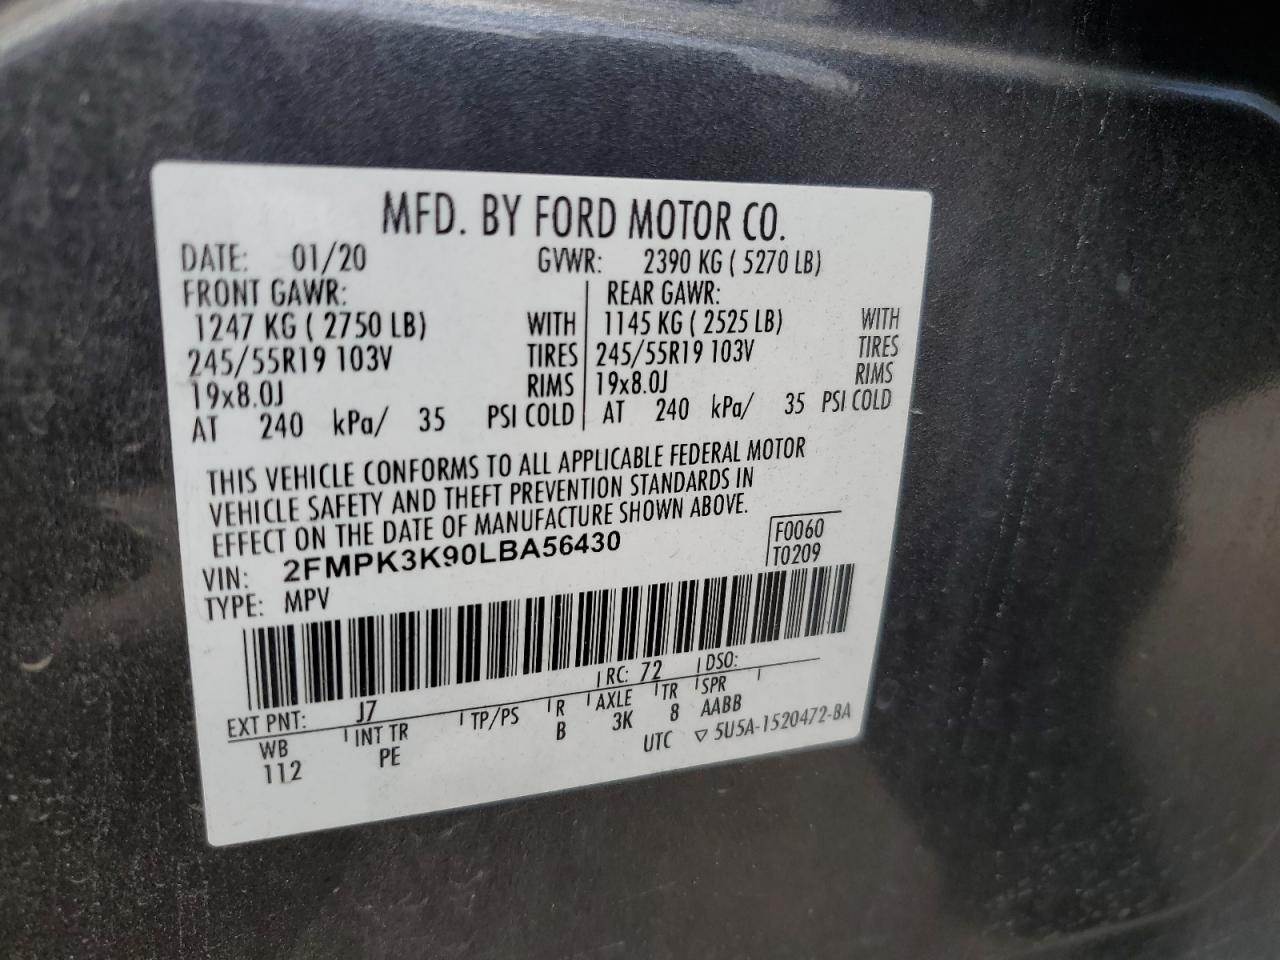 MFD. BY FORD MOTOR CO.
DATE: 01/20 GVWR: 2390 KG ( 5270 LB)
FRONT GAWR: REAR GAWR:
1247 KG ( 2750 LB) WITH 1145 KG ( 2525 LB) WITH
245/55R19 103V TIRES 245/55R19 103V TIRES
19x8.0J RIMS 19x8.0J RIMS
AT 240 kPa/ 35 PSI COLD AT 240 kPa/ 35 PSI COLD
THIS VEHICLE CONFORMS TO ALL APPLICABLE FEDERAL MOTOR
VEHICLE SAFETY AND THEFT PREVENTION STANDARDS IN
EFFECT ON THE DATE OF MANUFACTURE SHOWN ABOVE.
F0060
VIN: 2FMPK3K90LBA56430 T0209
TYPE: MPV
RC: 72 DSO:
EXT PNT: J7
WB INT TR TP/PS R AXLE TR SPR
112 PE B 3K 8 AABB
UTC ▽ 5U5A-1520472-BA